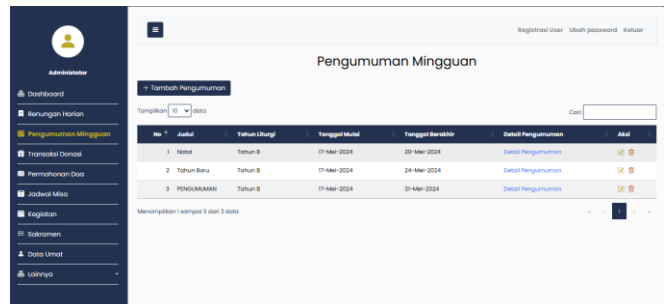 Registrasi User Ubah password Keluar
Administator
Pengumuman Mingguan
Dashboard
Renungan Harian
Pengumuman Mingguan
Transaksi Donasi
Permohonan Doa
Jadwal Misa
Kegiatan
Sakramen
Data Umat
Lainnya
+ Tambah Pengumuman
Tampilkan 10 data
Cari:
No Judul Tahun Liturgi Tanggal Mulai Tanggal Berakhir Detail Pengumuman Aksi
1 Natal Tahun B 17-Mei-2024 20-Mei-2024 Detail Pengumuman
2 Tahun Baru Tahun B 17-Mei-2024 24-Mei-2024 Detail Pengumuman
3 PENGUMUMAN Tahun B 17-Mei-2024 31-Mei-2024 Detail Pengumuman
Menampilkan 1 sampai 3 dari 3 data
1